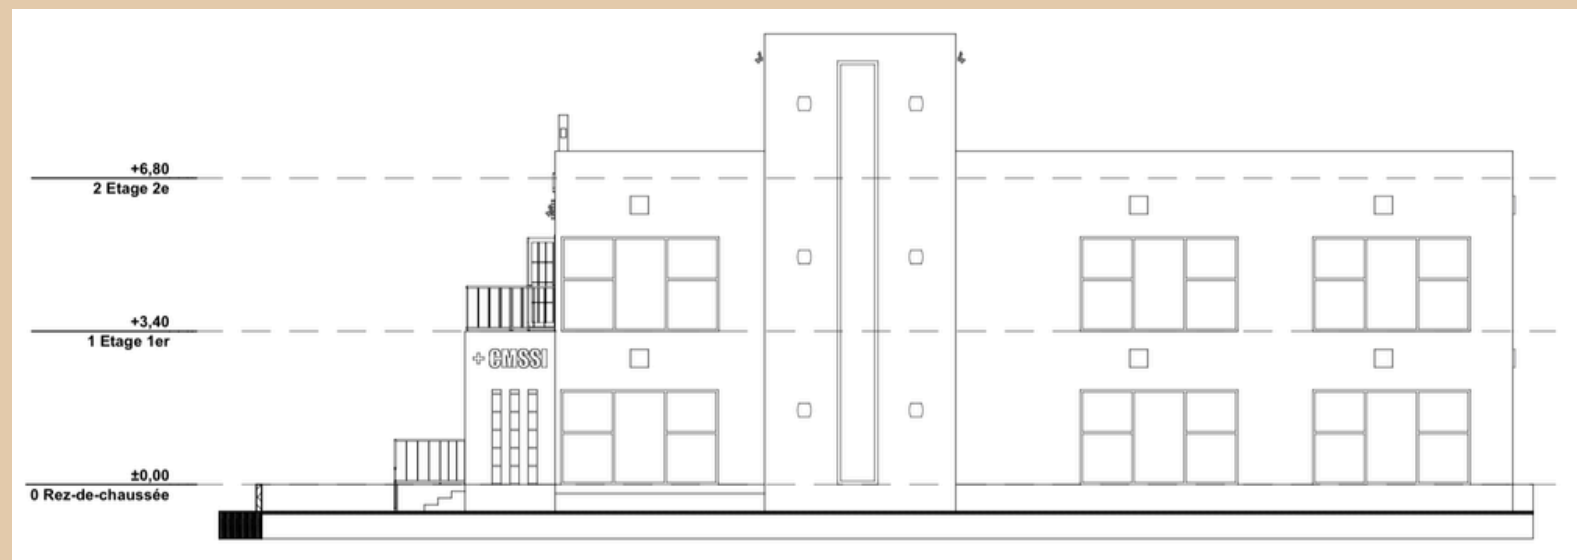 +6,80
2 Etage 2e
+3,40
1 Etage 1er
+ CMSSI
±0,00
0 Rez-de-chaussée